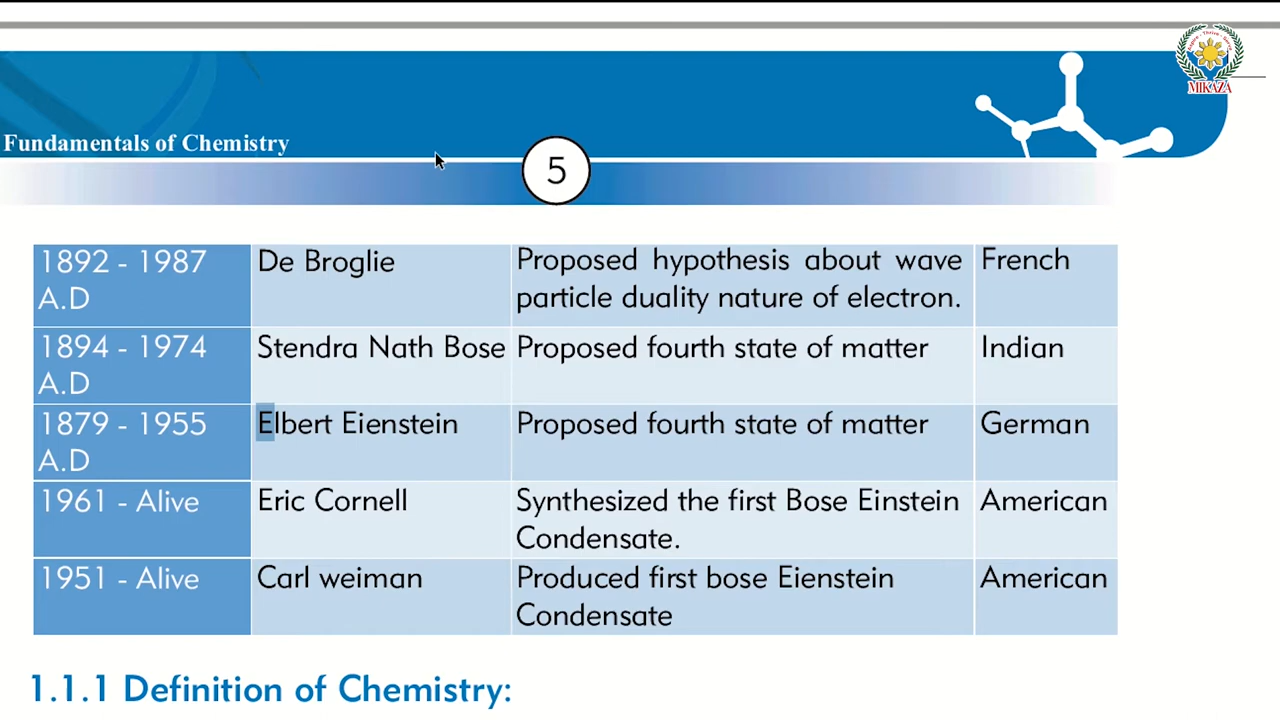 MIKAZA
Fundamentals of Chemistry
5
1892 - 1987 A.D De Broglie Proposed hypothesis about wave particle duality nature of electron. French
1894 - 1974 A.D Stendra Nath Bose Proposed fourth state of matter Indian
1879 - 1955 A.D Elbert Eienstein Proposed fourth state of matter German
1961 - Alive Eric Cornell Synthesized the first Bose Einstein Condensate. American
1951 - Alive Carl weiman Produced first bose Eienstein Condensate American
1.1.1 Definition of Chemistry: